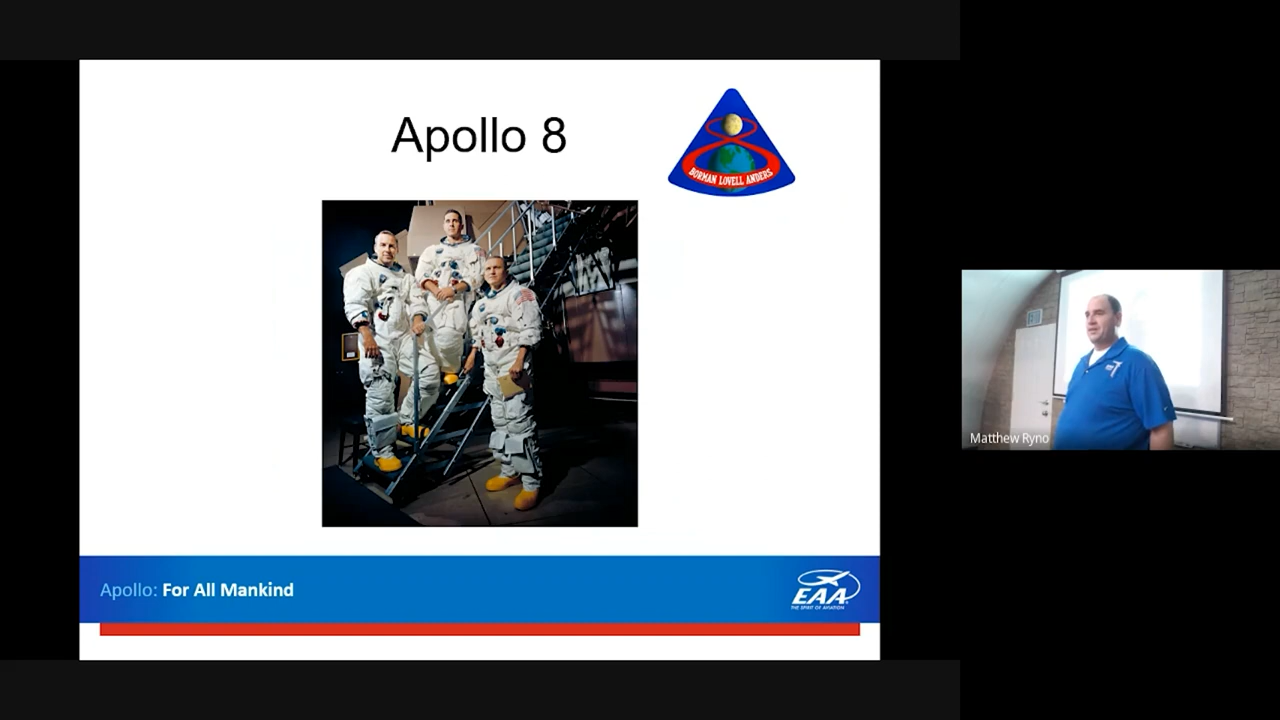 Apollo 8
BORMAN LOVELL ANDERS
Apollo: For All Mankind
EAA
THE SPIRIT OF AVIATION
Matthew Ryno